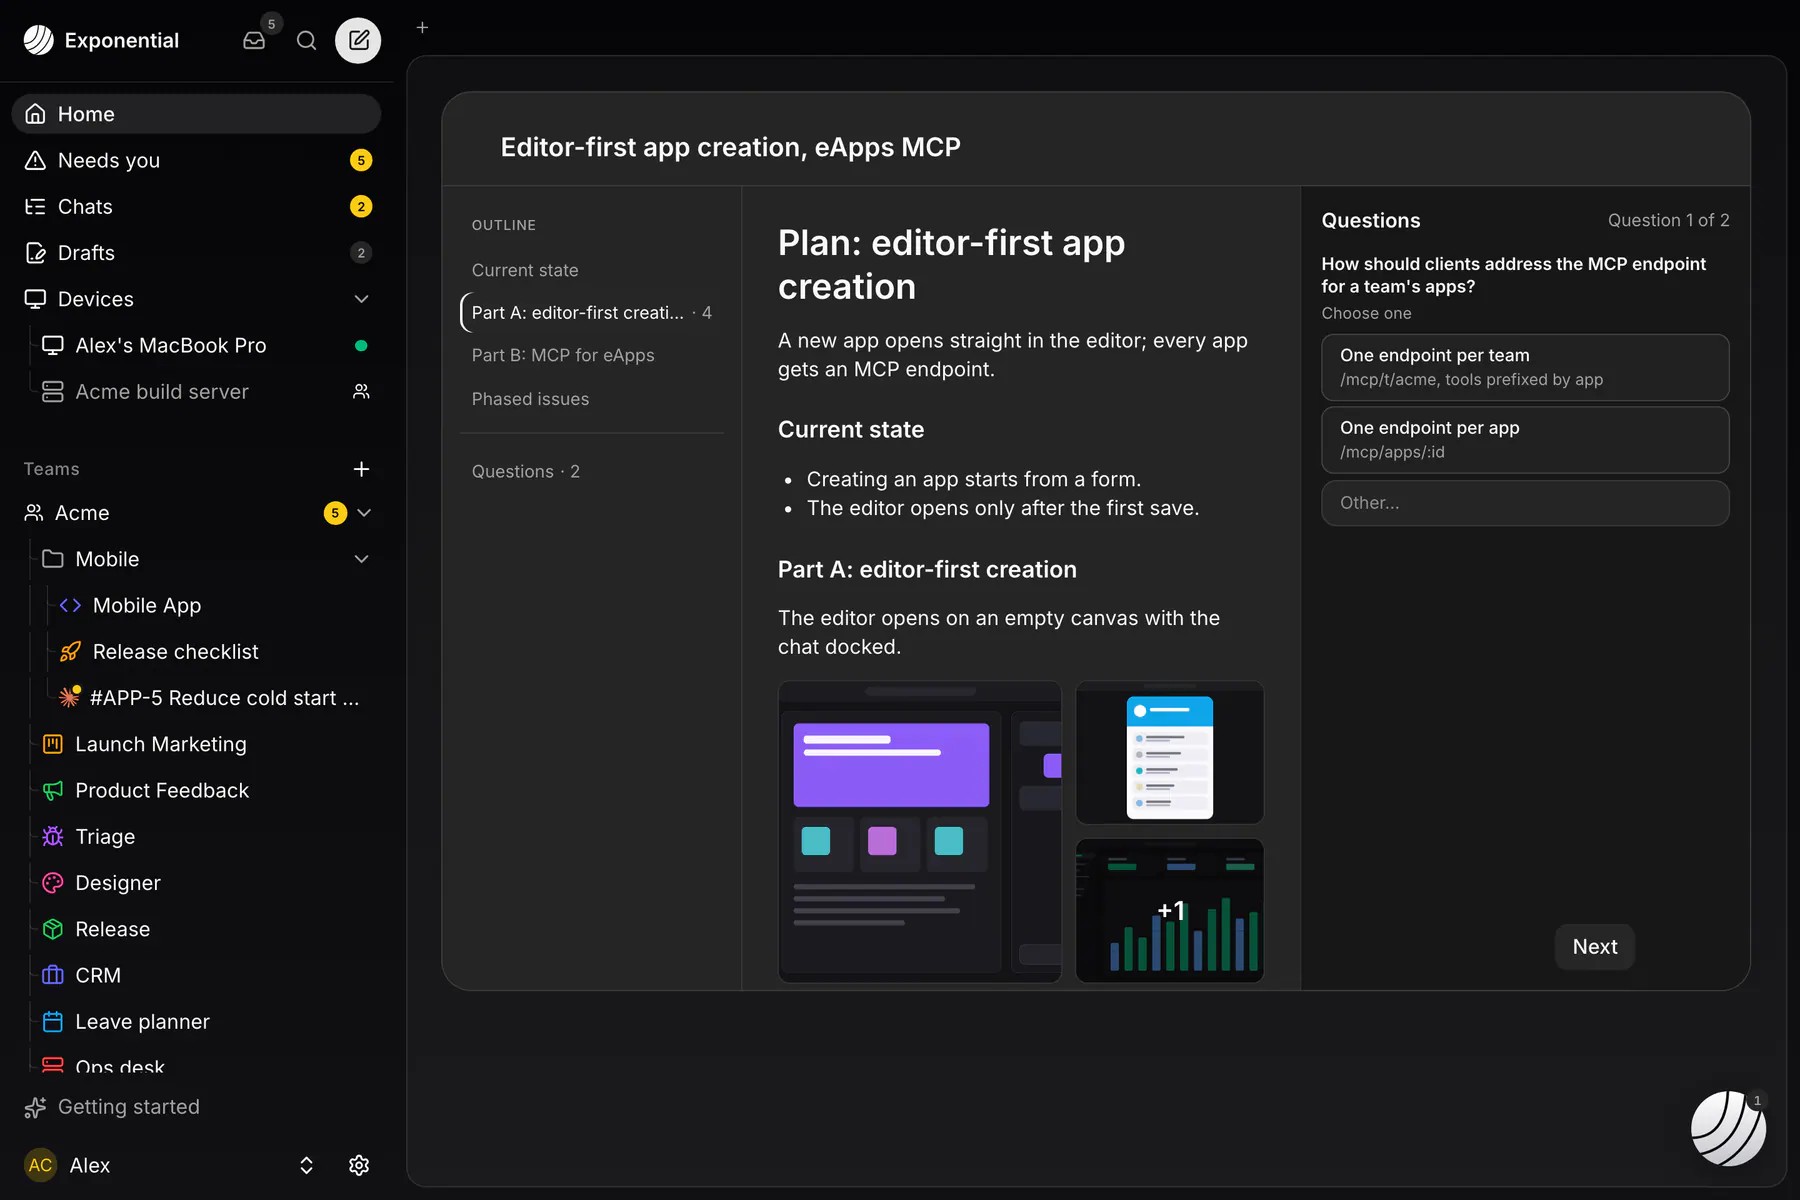 Exponential
5
Home
Needs you
5
Chats
2
Drafts
2
Devices
Alex's MacBook Pro
Acme build server
Teams
Acme
5
Mobile
Mobile App
Release checklist
#APP-5 Reduce cold start ...
Launch Marketing
Product Feedback
Triage
Designer
Release
CRM
Leave planner
Ops desk
Getting started
AC
Alex
Editor-first app creation, eApps MCP
OUTLINE
Current state
Part A: editor-first creati... · 4
Part B: MCP for eApps
Phased issues
Questions · 2
Plan: editor-first app
creation
A new app opens straight in the editor; every app
gets an MCP endpoint.
Current state
• Creating an app starts from a form.
• The editor opens only after the first save.
Part A: editor-first creation
The editor opens on an empty canvas with the
chat docked.
+1
Questions
Question 1 of 2
How should clients address the MCP endpoint
for a team's apps?
Choose one
One endpoint per team
/mcp/t/acme, tools prefixed by app
One endpoint per app
/mcp/apps/:id
Other...
Next
1